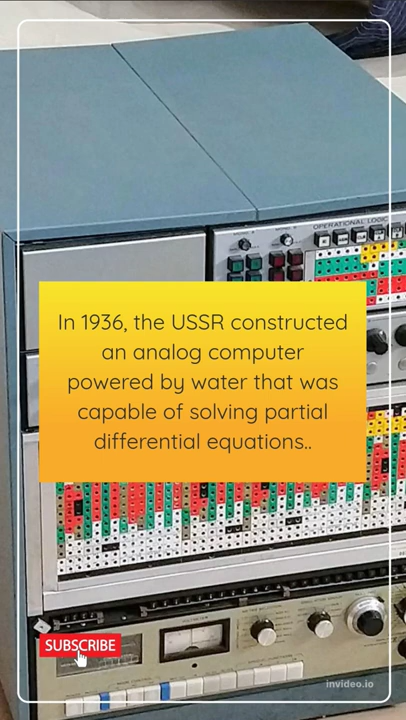 OPERATIONAL LOGIC
In 1936, the USSR constructed
an analog computer
powered by water that was
capable of solving partial
differential equations..
SUBSCRIBE
invideo.io